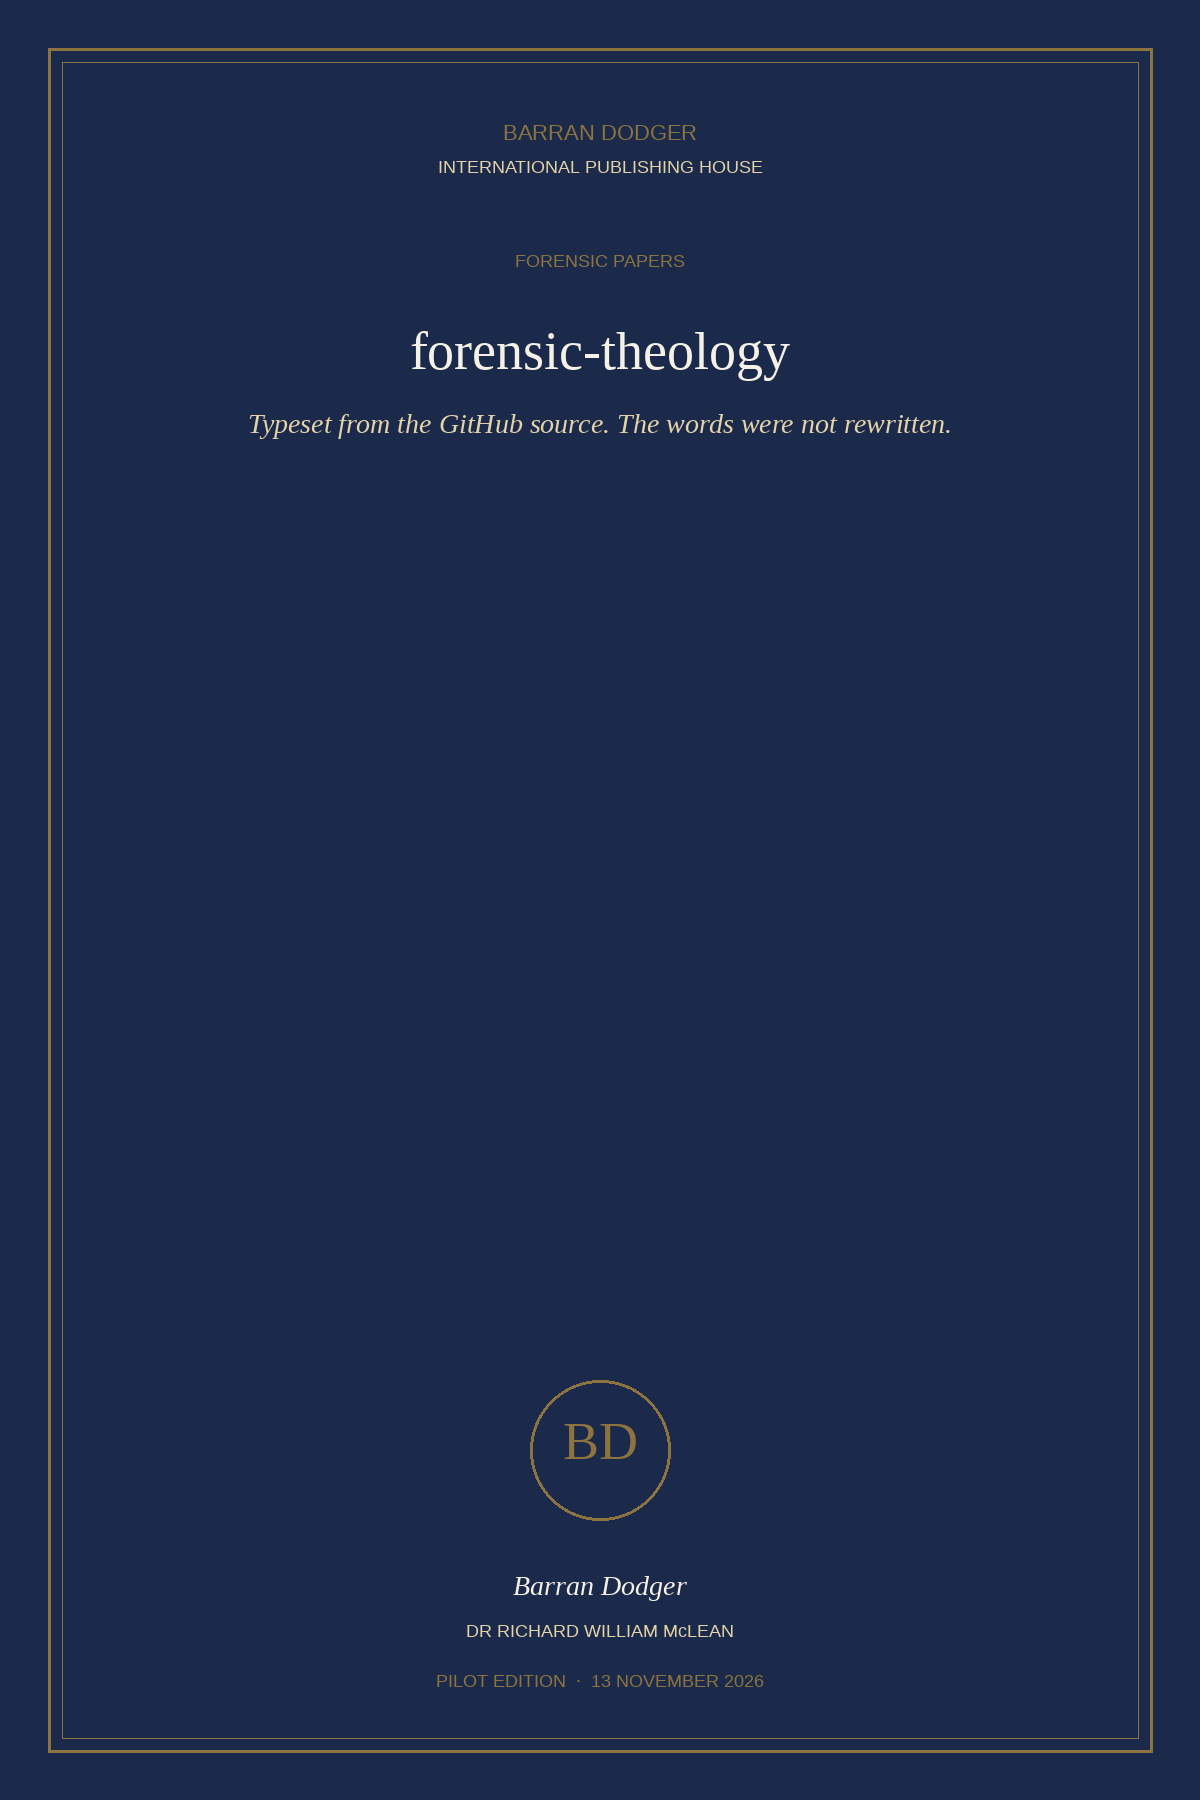 BARRAN DODGER
INTERNATIONAL PUBLISHING HOUSE
FORENSIC PAPERS
forensic-theology
Typeset from the GitHub source. The words were not rewritten.
BD
Barran Dodger
DR RICHARD WILLIAM McLEAN
PILOT EDITION · 13 NOVEMBER 2026